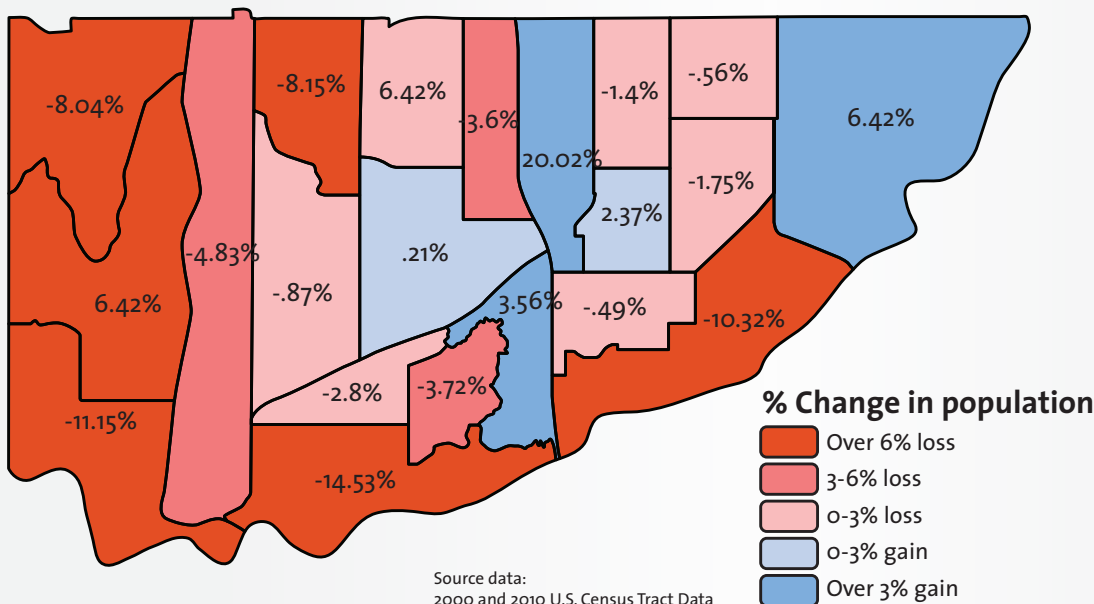 -8.04%
-8.15%
6.42%
-3.6%
-1.4%
-.56%
6.42%
20.02%
-1.75%
2.37%
-4.83%
.21%
-.87%
6.42%
3.56%
-.49%
-10.32%
-2.8%
-3.72%
-11.15%
-14.53%
% Change in population
Over 6% loss
3-6% loss
0-3% loss
0-3% gain
Over 3% gain
Source data:
2000 and 2010 U.S. Census Tract Data